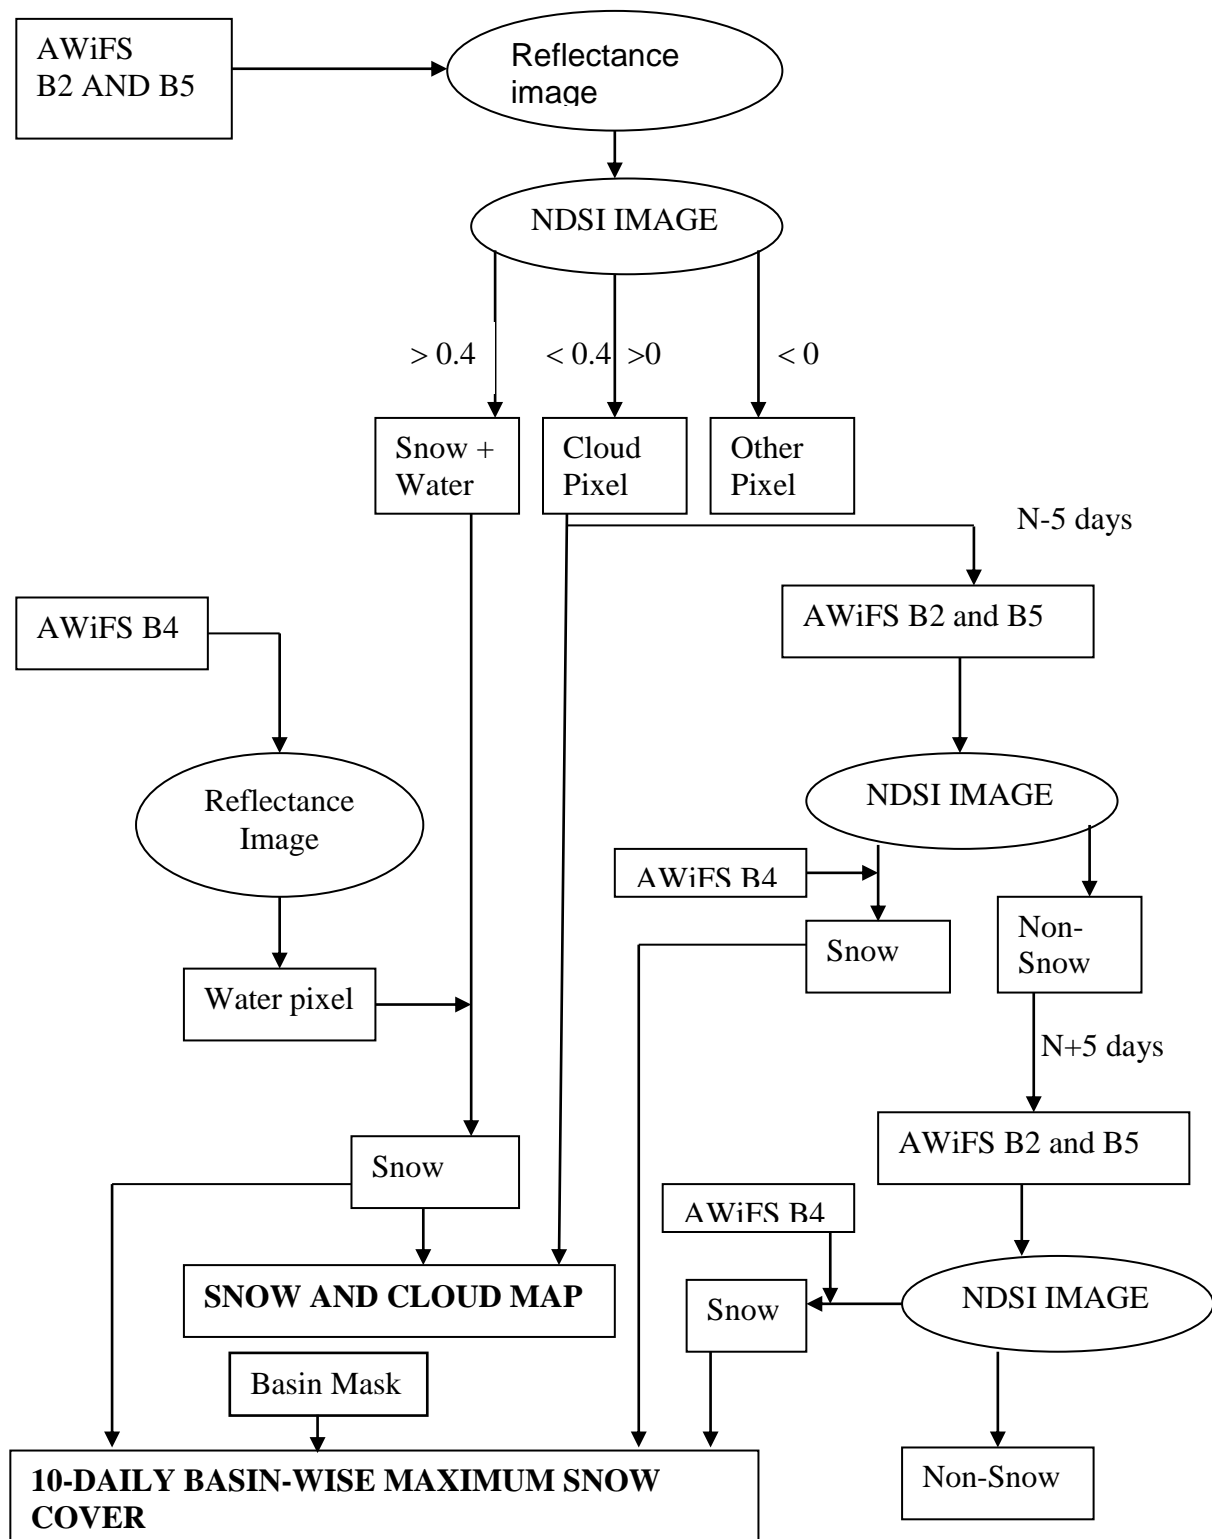 AWiFS
B2 AND B5
Reflectance
image
NDSI IMAGE
> 0.4
< 0.4 >0
< 0
Snow +
Water
Cloud
Pixel
Other
Pixel
N-5 days
AWiFS B4
AWiFS B2 and B5
Reflectance
Image
NDSI IMAGE
AWiFS B4
Snow
Non-
Snow
Water pixel
N+5 days
AWiFS B2 and B5
Snow
AWiFS B4
SNOW AND CLOUD MAP
Snow
NDSI IMAGE
Basin Mask
10-DAILY BASIN-WISE MAXIMUM SNOW
COVER
Non-Snow